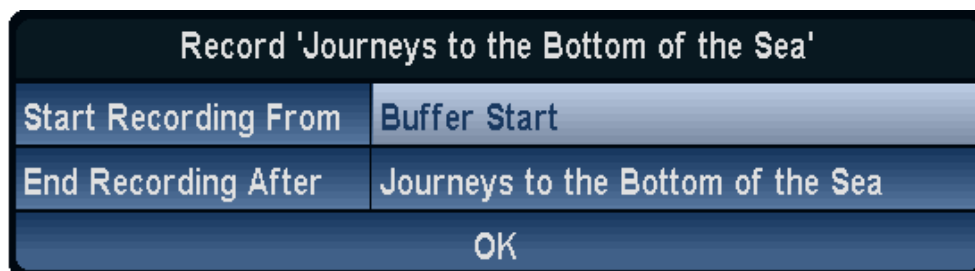 Record 'Journeys to the Bottom of the Sea'
Start Recording From Buffer Start
End Recording After Journeys to the Bottom of the Sea
OK